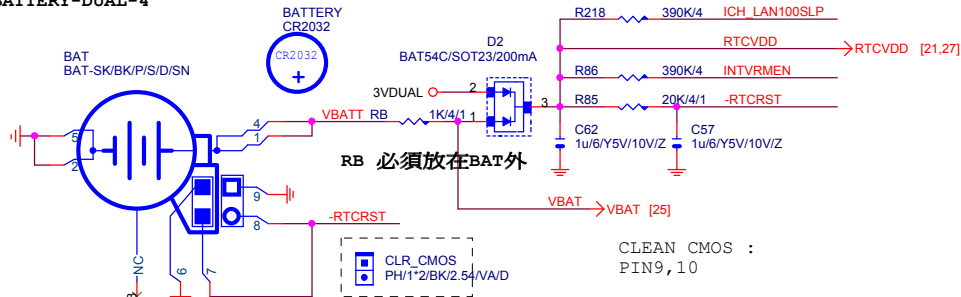 BATTERY-DUAL-4
BATTERY
CR2032
CR2032
+
BAT
BAT-SK/BK/P/S/D/SN
D2
BAT54C/SOT23/200mA
R218 390K/4 ICH_LAN100SLP
RTCVDD
RTCVDD [21,27]
3VDUAL 2
R86 390K/4 INTVRMEN
3
R85 20K/4/1 -RTCRST
4
VBATT RB 1K/4/1 1
1
5
2
C62
1u/6/Y5V/10V/Z
C57
1u/6/Y5V/10V/Z
RB 必須放在BAT外
9
VBAT
VBAT [25]
8
-RTCRST
CLEAN CMOS :
PIN9,10
CLR_CMOS
PH/1*2/BK/2.54/VA/D
NC
6
7